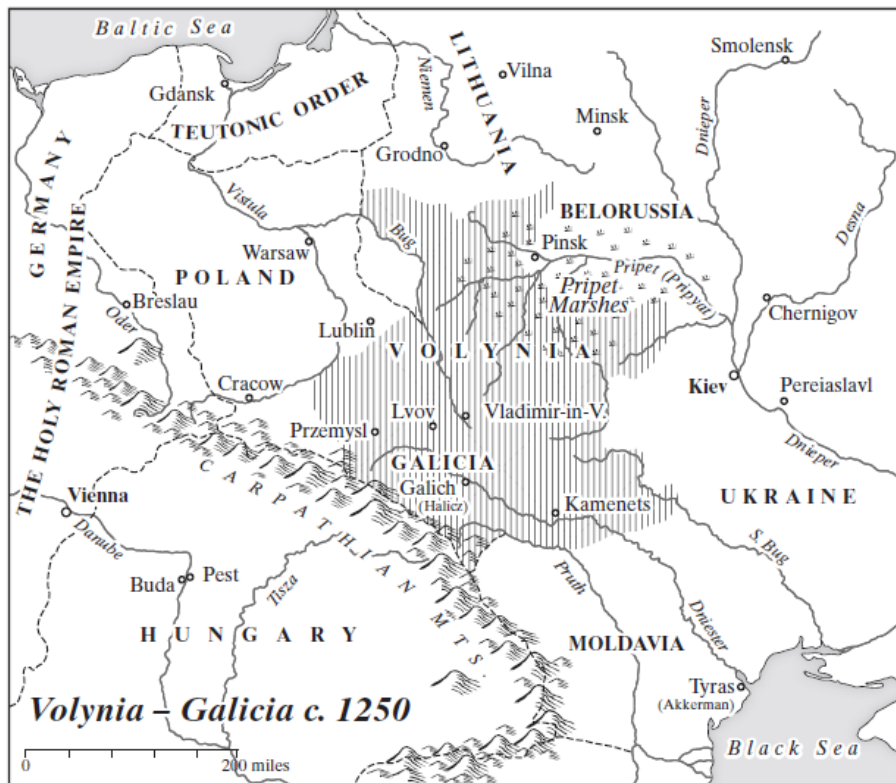 Baltic Sea
Smolensk
LITHUANIA
Vilna
Niemen
Gdansk
TEUTONIC ORDER
Minsk
Dnieper
Grodno
GERMANY
THE HOLY ROMAN EMPIRE
Vistula
Bug
BELORUSSIA
Desna
Warsaw
Pinsk
POLAND
Pripet (Pripyat)
Pripet
Marshes
Breslau
Oder
Chernigov
Lublin
VOLYNIA
Kiev
Cracow
Pereiaslavl
Lvov
Vladimir-in-V.
Przemysl
Dnieper
GALICIA
CARPATHIAN MTS
Galich
(Halicz)
Kamenets
UKRAINE
Vienna
Danube
S. Bug
Buda
Pest
Tisza
Pruth
Dniester
HUNGARY
MOLDAVIA
Tyras
(Akkerman)
Volynia – Galicia c. 1250
Black Sea
0
200 miles